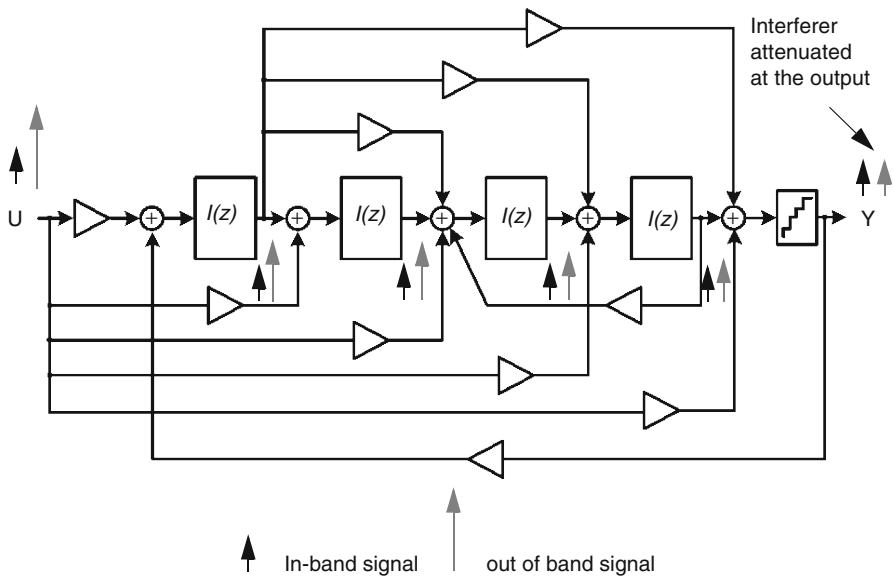 Interferer
attenuated
at the output
U
I(z)
I(z)
I(z)
I(z)
Y
+
+
+
+
+
In-band signal
out of band signal